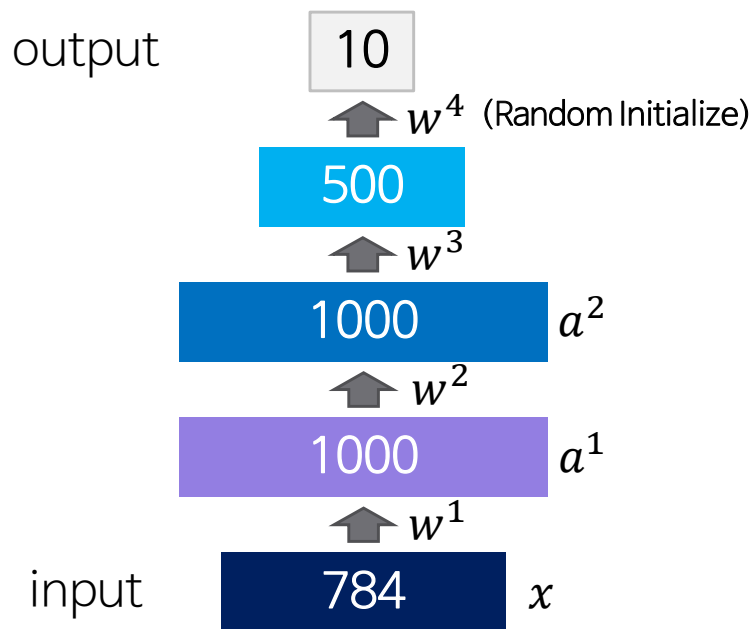 output 10
w⁴ (Random Initialize)
500
w³
1000 a²
w²
1000 a¹
w¹
input 784 x